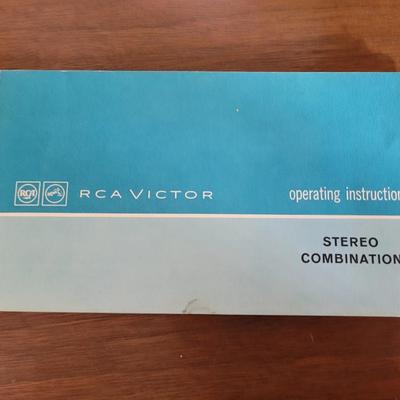 RCA VICTOR
operating instruction
STEREO
COMBINATION